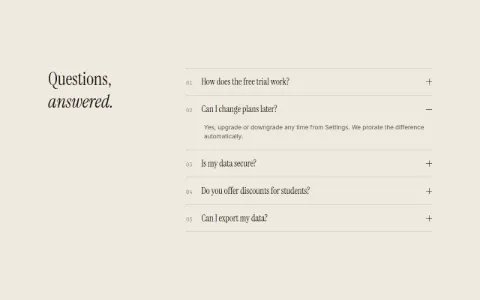 Questions,
answered.
01 How does the free trial work? +
02 Can I change plans later? −
Yes, upgrade or downgrade any time from Settings. We prorate the difference
automatically.
03 Is my data secure? +
04 Do you offer discounts for students? +
05 Can I export my data? +